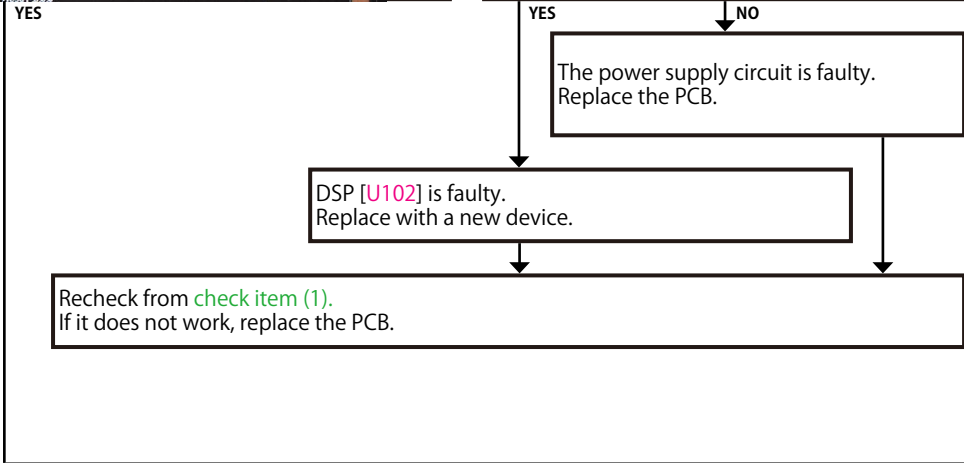 YES
YES
NO
The power supply circuit is faulty.
Replace the PCB.
DSP [U102] is faulty.
Replace with a new device.
Recheck from check item (1).
If it does not work, replace the PCB.